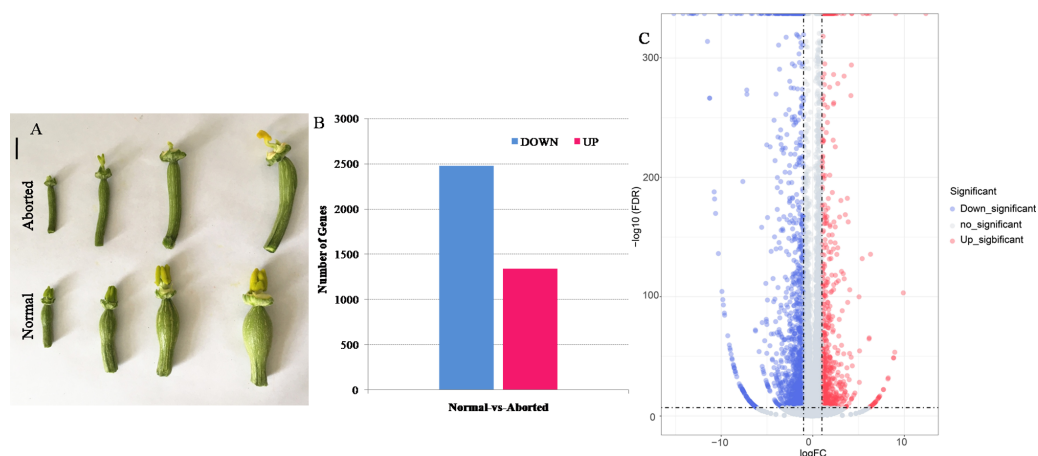 A
Aborted
Normal
B
3000
2500
2000
1500
1000
500
0
Number of Genes
DOWN UP
Normal-vs-Aborted
C
300
200
100
0
−log10 (FDR)
−10 0 10
logFC
Significant
Down_significant
no_significant
Up_sigbificant